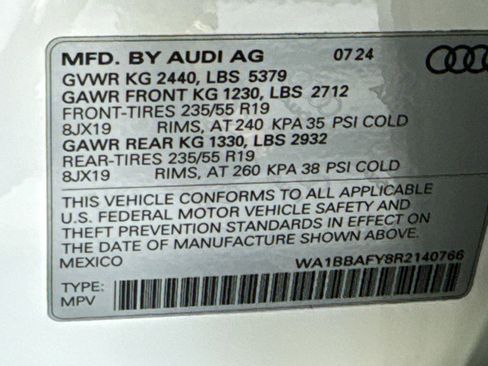 MFD. BY AUDI AG 0724
GVWR KG 2440, LBS 5379
GAWR FRONT KG 1230, LBS 2712
FRONT-TIRES 235/55 R19
8JX19 RIMS, AT 240 KPA 35 PSI COLD
GAWR REAR KG 1330, LBS 2932
REAR-TIRES 235/55 R19
8JX19 RIMS, AT 260 KPA 38 PSI COLD
THIS VEHICLE CONFORMS TO ALL APPLICABLE
U.S. FEDERAL MOTOR VEHICLE SAFETY AND
THEFT PREVENTION STANDARDS IN EFFECT ON
THE DATE OF MANUFACTURE SHOWN ABOVE
MEXICO WA1BBAFY8R2140766
TYPE:
MPV